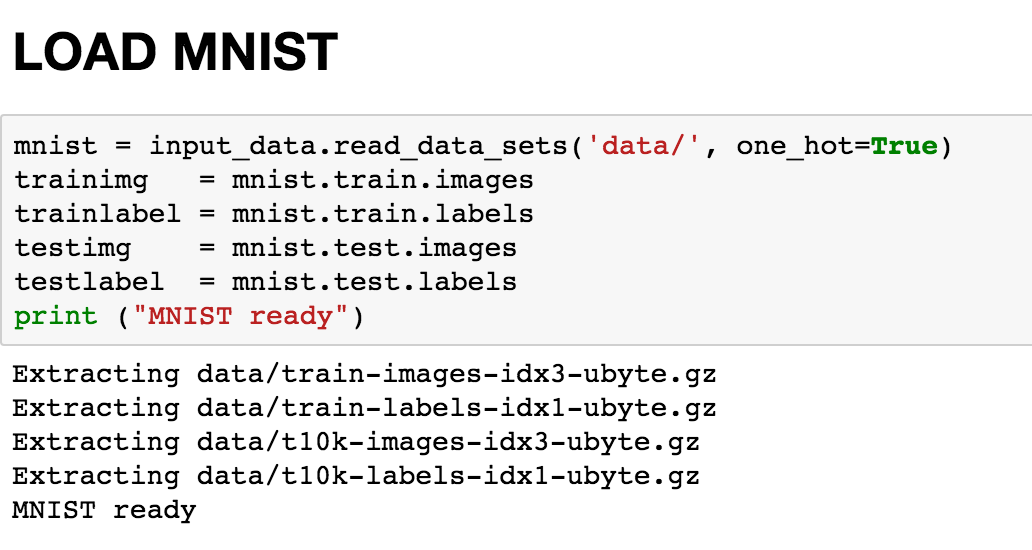 LOAD MNIST
mnist = input_data.read_data_sets('data/', one_hot=True)
trainimg   = mnist.train.images
trainlabel = mnist.train.labels
testimg    = mnist.test.images
testlabel  = mnist.test.labels
print ("MNIST ready")
Extracting data/train-images-idx3-ubyte.gz
Extracting data/train-labels-idx1-ubyte.gz
Extracting data/t10k-images-idx3-ubyte.gz
Extracting data/t10k-labels-idx1-ubyte.gz
MNIST ready